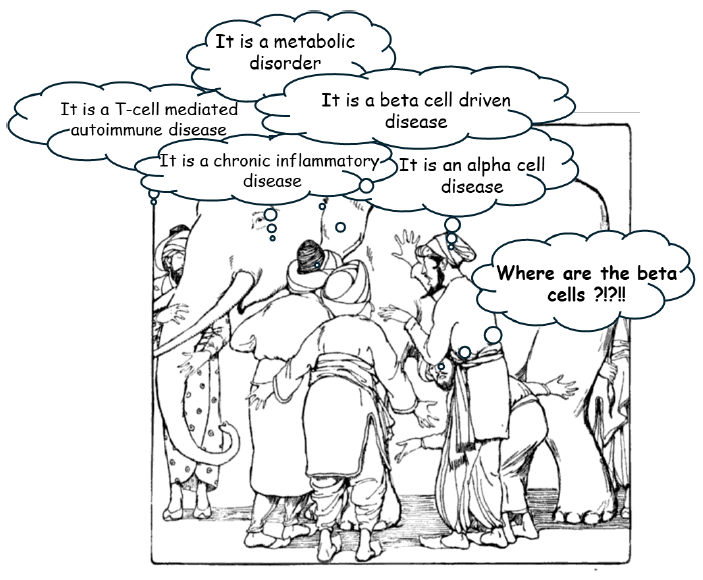 It is a metabolic
disorder
It is a T-cell mediated
autoimmune disease
It is a beta cell driven
disease
It is a chronic inflammatory
disease
It is an alpha cell
disease
Where are the beta
cells ?!?!!